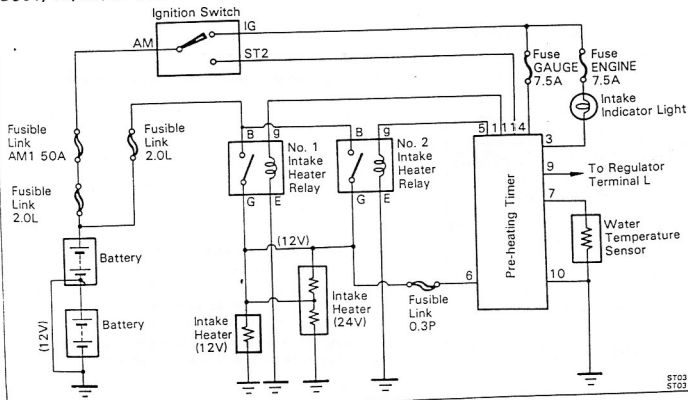 Ignition Switch
IG
AM
ST2
Fuse
GAUGE
7.5A
Fuse
ENGINE
7.5A
Intake
Indicator Light
Fusible
Link
AM1 50A
Fusible
Link
2.0L
Fusible
Link
2.0L
B
g
No. 1
Intake
Heater
Relay
G
E
B
g
No. 2
Intake
Heater
Relay
G
E
5
1
11
4
3
9
To Regulator
Terminal L
7
Pre-heating Timer
Water
Temperature
Sensor
6
10
(12V)
Battery
Battery
(12V)
Intake
Heater
(12V)
Intake
Heater
(24V)
Fusible
Link
0.3P
ST03
ST03